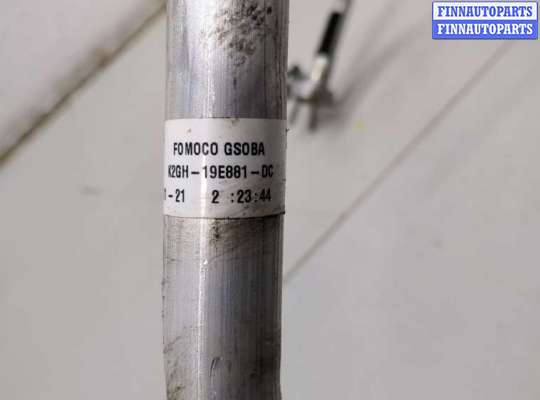 FINNAUTOPARTS
FINNAUTOPARTS
FOMOCO GSOBA
K2GH-19E881-DC
-21 2 :23:44